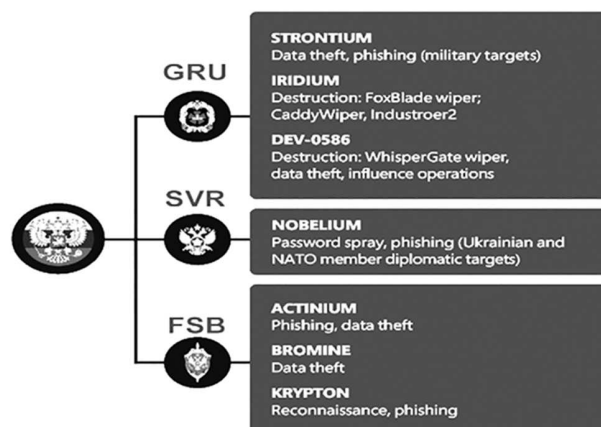 GRU
STRONTIUM
Data theft, phishing (military targets)
IRIDIUM
Destruction: FoxBlade wiper;
CaddyWiper, Industroer2
DEV-0586
Destruction: WhisperGate wiper,
data theft, influence operations
SVR
NOBELIUM
Password spray, phishing (Ukrainian and
NATO member diplomatic targets)
FSB
ACTINIUM
Phishing, data theft
BROMINE
Data theft
KRYPTON
Reconnaissance, phishing